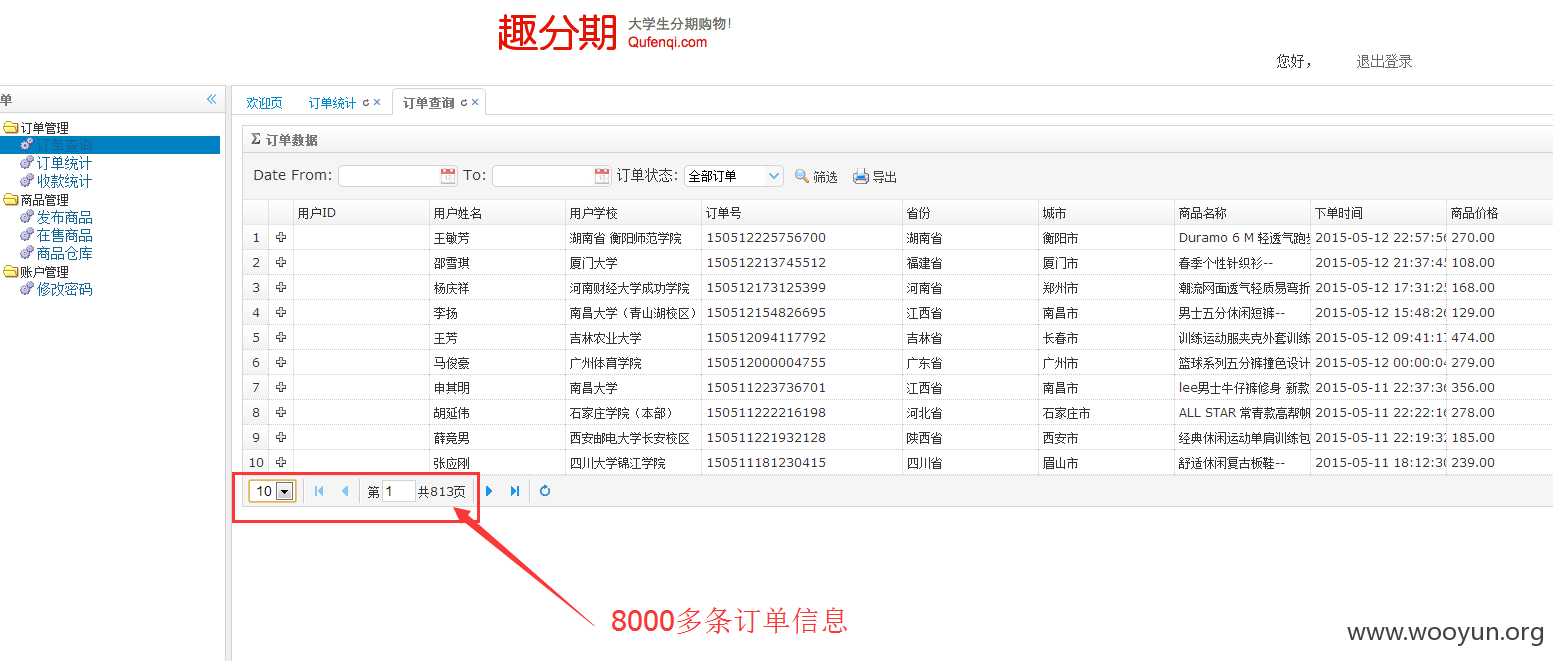 趣分期 大学生分期购物!
Qufenqi.com
您好， 退出登录
单
欢迎页 订单统计 订单查询
订单管理
订单查询
订单统计
收款统计
商品管理
发布商品
在售商品
商品仓库
账户管理
修改密码
Σ 订单数据
Date From: To: 订单状态: 全部订单 筛选 导出
用户ID 用户姓名 用户学校 订单号 省份 城市 商品名称 下单时间 商品价格
1 王敏芳 湖南省 衡阳师范学院 150512225756700 湖南省 衡阳市 Duramo 6 M 轻透气跑步 2015-05-12 22:57:56 270.00
2 邵雪琪 厦门大学 150512213745512 福建省 厦门市 春季个性针织衫-- 2015-05-12 21:37:45 108.00
3 杨庆祥 河南财经大学成功学院 150512173125399 河南省 郑州市 潮流网面透气轻质易弯折 2015-05-12 17:31:25 168.00
4 李扬 南昌大学（青山湖校区） 150512154826695 江西省 南昌市 男士五分休闲短裤-- 2015-05-12 15:48:26 129.00
5 王芳 吉林农业大学 150512094117792 吉林省 长春市 训练运动服夹克外套训练 2015-05-12 09:41:17 474.00
6 马俊豪 广州体育学院 150512000004755 广东省 广州市 篮球系列五分裤撞色设计 2015-05-12 00:00:04 279.00
7 申其明 南昌大学 150511223736701 江西省 南昌市 lee男士牛仔裤修身 新款 2015-05-11 22:37:36 356.00
8 胡延伟 石家庄学院（本部） 150511222216198 河北省 石家庄市 ALL STAR 常青款高帮帆 2015-05-11 22:22:16 278.00
9 薛竟男 西安邮电大学长安校区 150511221932128 陕西省 西安市 经典休闲运动单肩训练包 2015-05-11 22:19:32 185.00
10 张应刚 四川大学锦江学院 150511181230415 四川省 眉山市 舒适休闲复古板鞋-- 2015-05-11 18:12:30 239.00
10 第 1 共813页
8000多条订单信息
www.wooyun.org